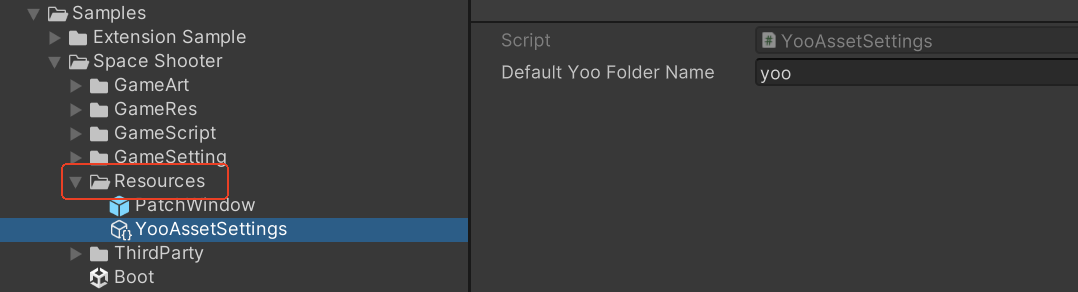 Samples
Extension Sample
Space Shooter
GameArt
GameRes
GameScript
GameSetting
Resources
PatchWindow
YooAssetSettings
ThirdParty
Boot
Script
# YooAssetSettings
Default Yoo Folder Name
yoo